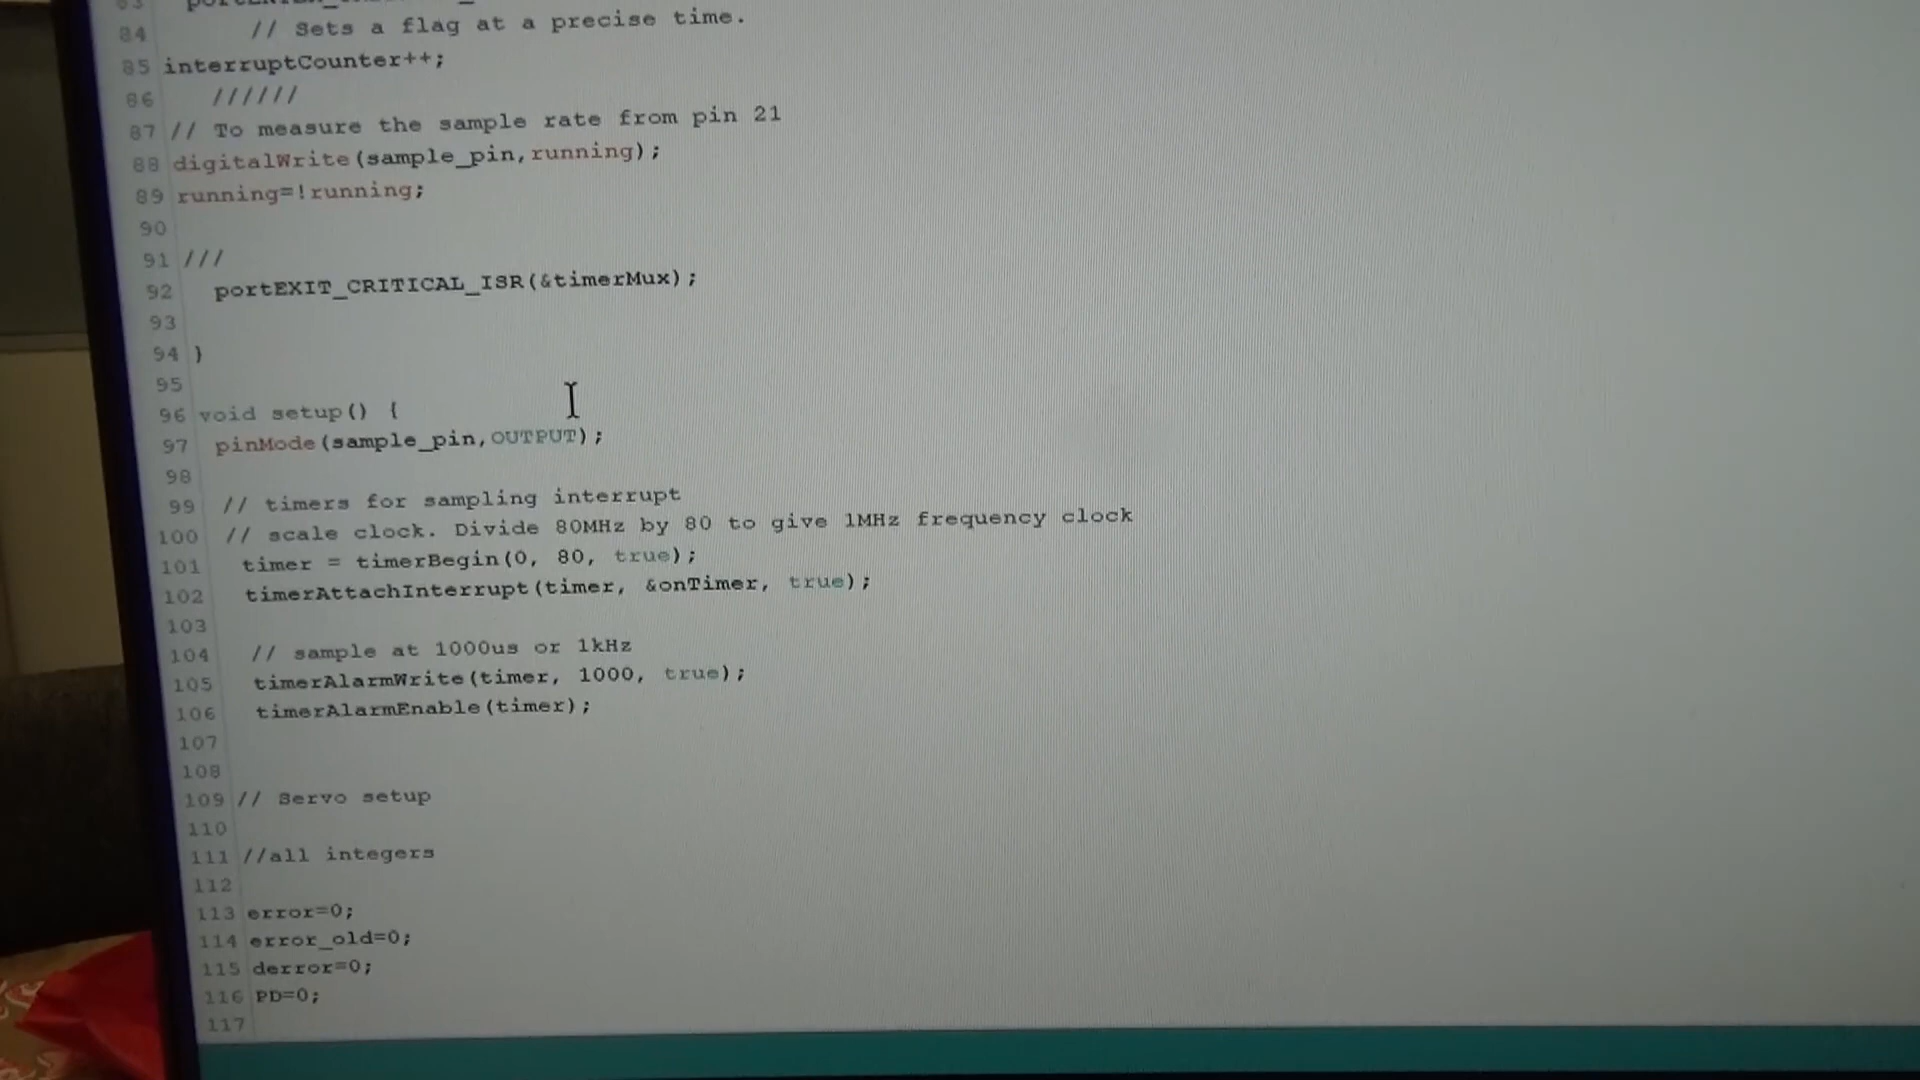 84 // Sets a flag at a precise time.
85 interruptCounter++;
86 //////
87 // To measure the sample rate from pin 21
88 digitalWrite(sample_pin,running);
89 running=!running;
90
91 ///
92 portEXIT_CRITICAL_ISR(&timerMux);
93
94 }
95
96 void setup() {
97 pinMode(sample_pin,OUTPUT);
98
99 // timers for sampling interrupt
100 // scale clock. Divide 80MHz by 80 to give 1MHz frequency clock
101 timer = timerBegin(0, 80, true);
102 timerAttachInterrupt(timer, &onTimer, true);
103
104 // sample at 1000us or 1kHz
105 timerAlarmWrite(timer, 1000, true);
106 timerAlarmEnable(timer);
107
108
109 // Servo setup
110
111 //all integers
112
113 error=0;
114 error_old=0;
115 derror=0;
116 PD=0;
117